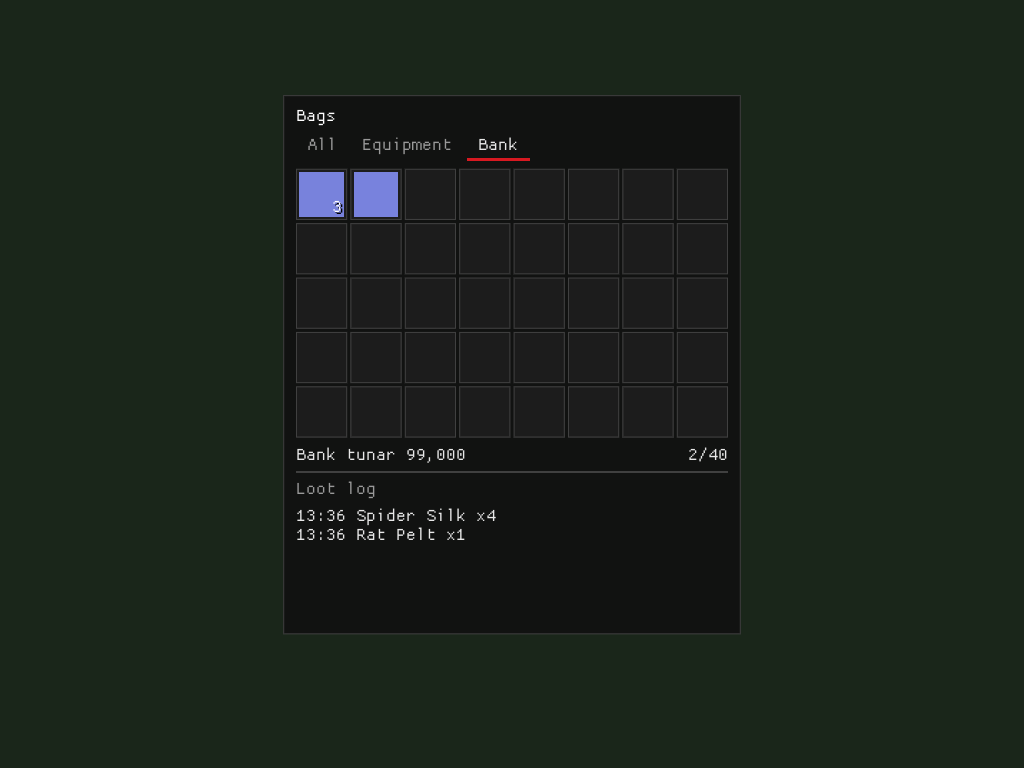 Bags
All Equipment Bank
3
Bank tunar 99,000 2/40
Loot log
13:36 Spider Silk x4
13:36 Rat Pelt x1